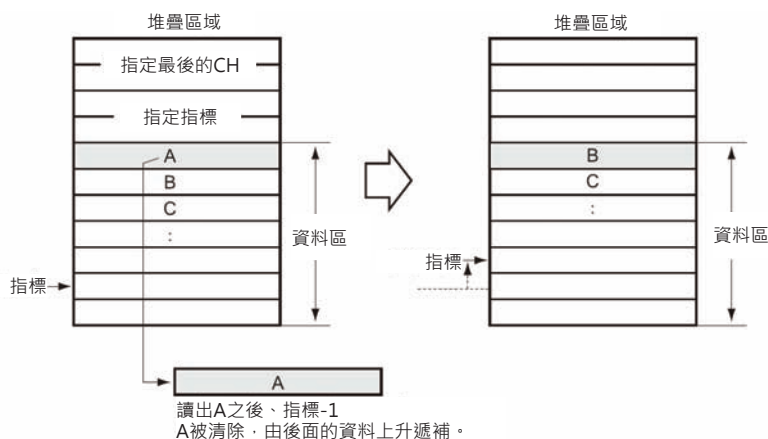 堆疊區域
指定最後的CH
指定指標
A
B
C
:
資料區
指標
A
讀出A之後、指標-1
A被清除，由後面的資料上升遞補。
堆疊區域
B
C
:
資料區
指標